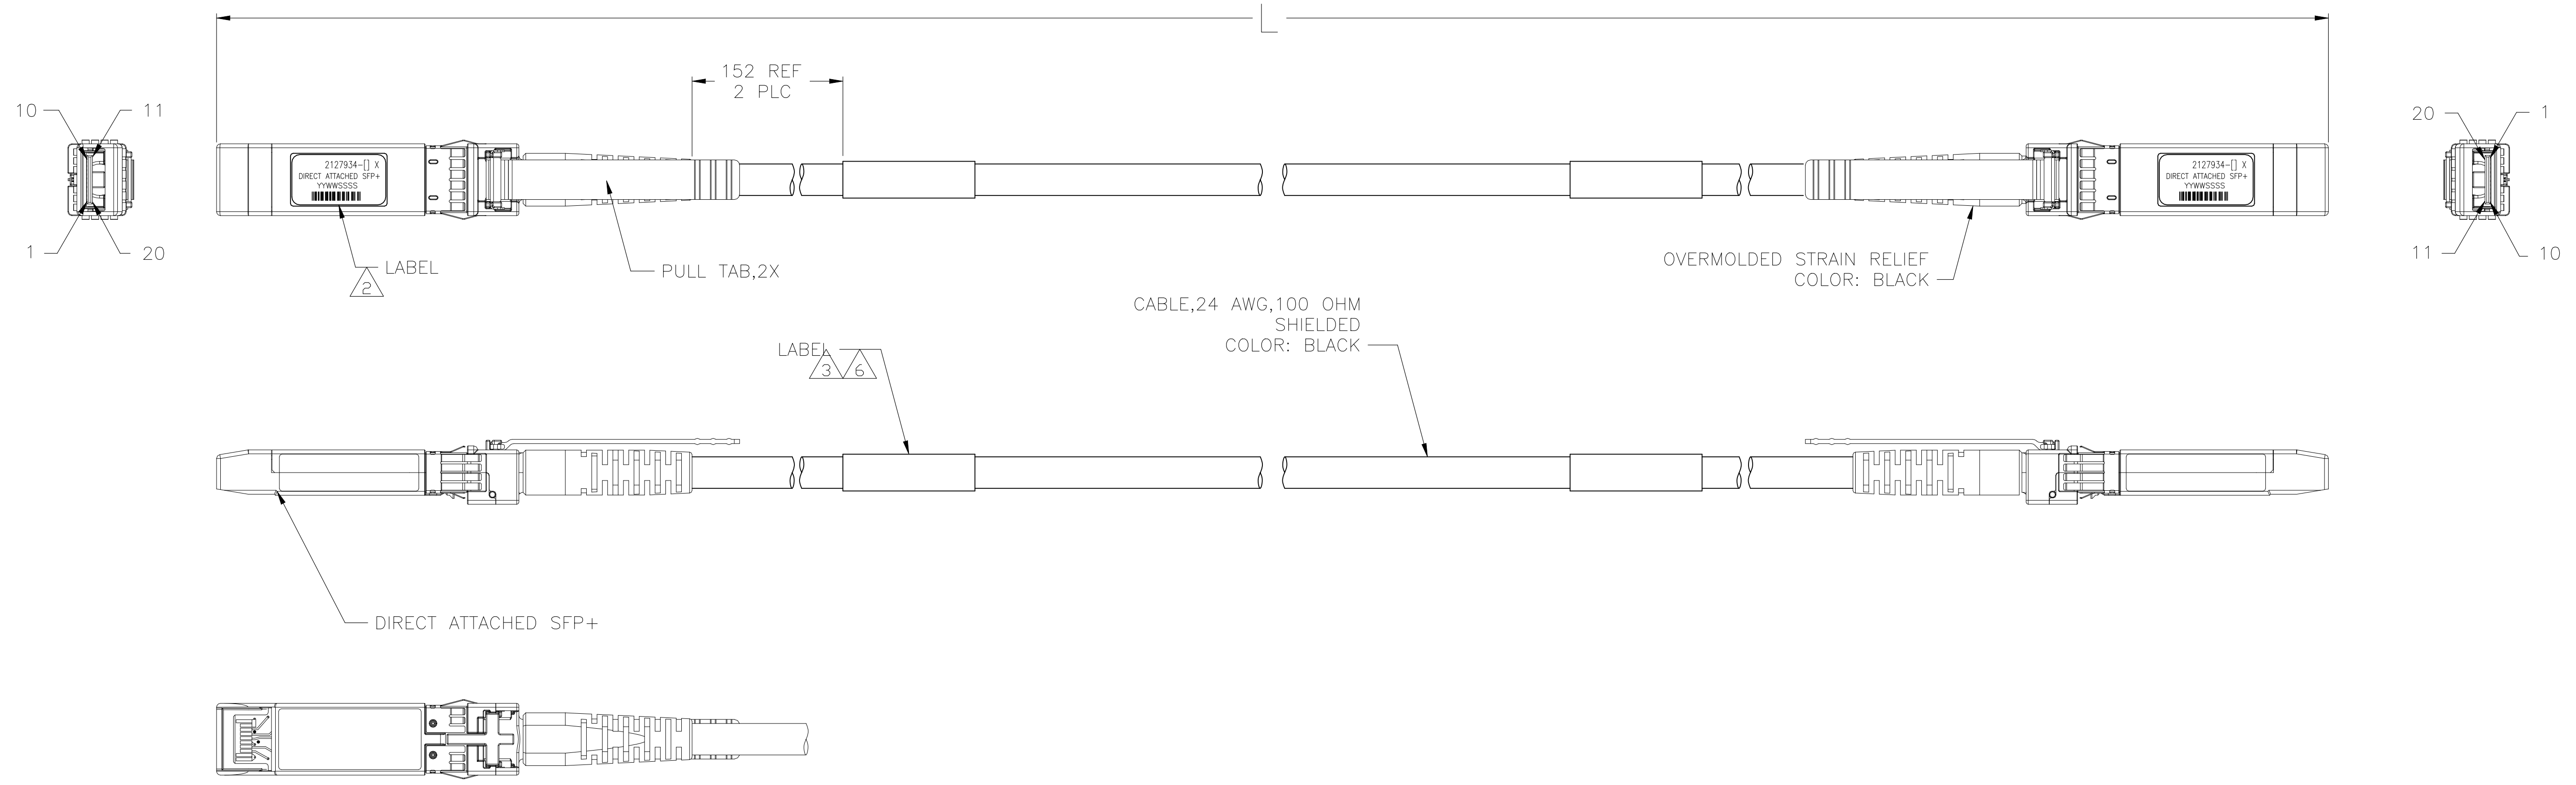 L
152 REF
2 PLC
10
11
1
20
2127934-[] X
DIRECT ATTACHED SFP+
YYWWSSSS
LABEL
2
PULL TAB,2X
2127934-[] X
DIRECT ATTACHED SFP+
YYWWSSSS
OVERMOLDED STRAIN RELIEF
COLOR: BLACK
20
1
11
10
CABLE,24 AWG,100 OHM
SHIELDED
COLOR: BLACK
LABEL
3 6
DIRECT ATTACHED SFP+